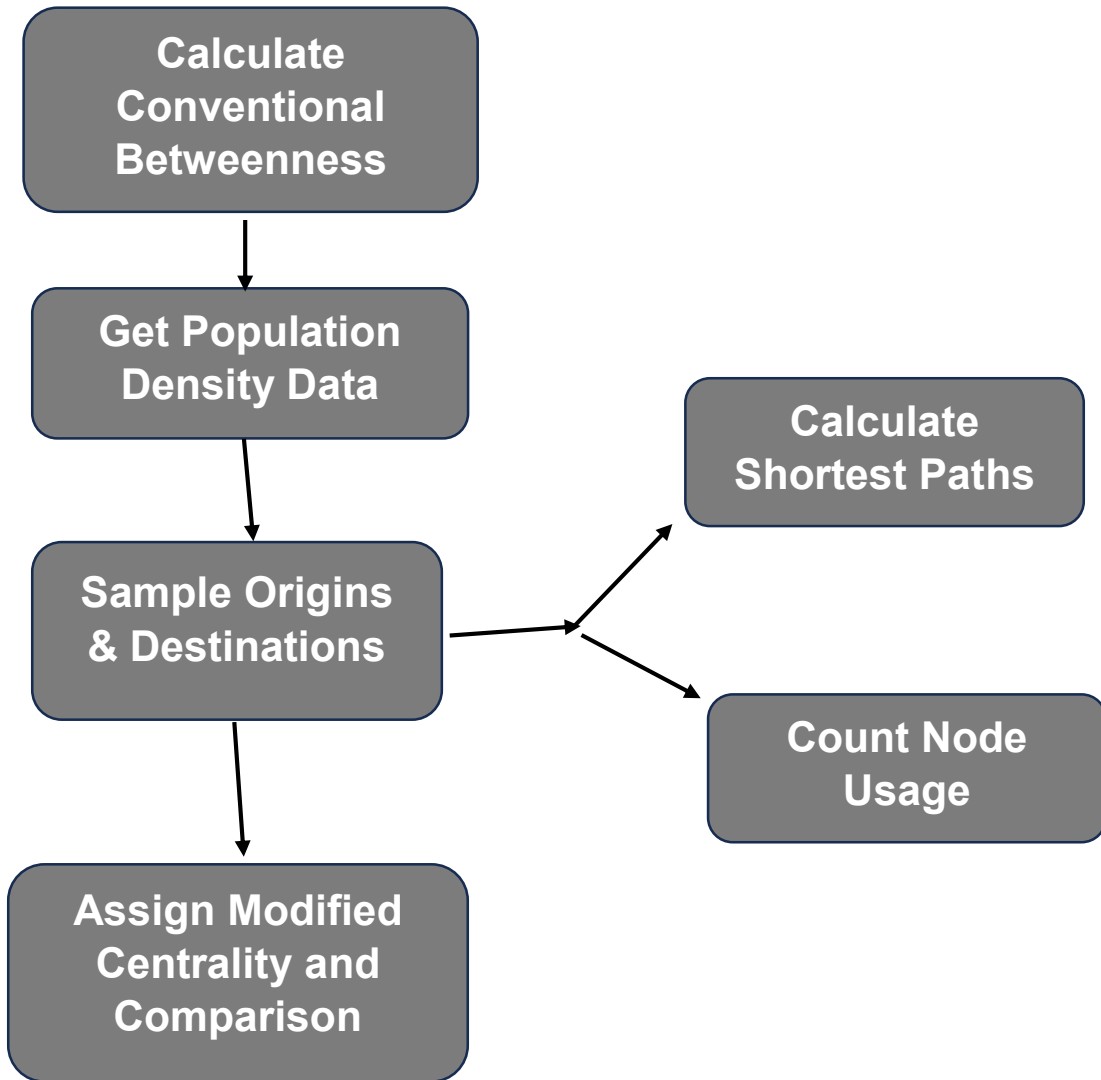 Calculate
Conventional
Betweenness
Get Population
Density Data
Sample Origins
& Destinations
Calculate
Shortest Paths
Count Node
Usage
Assign Modified
Centrality and
Comparison